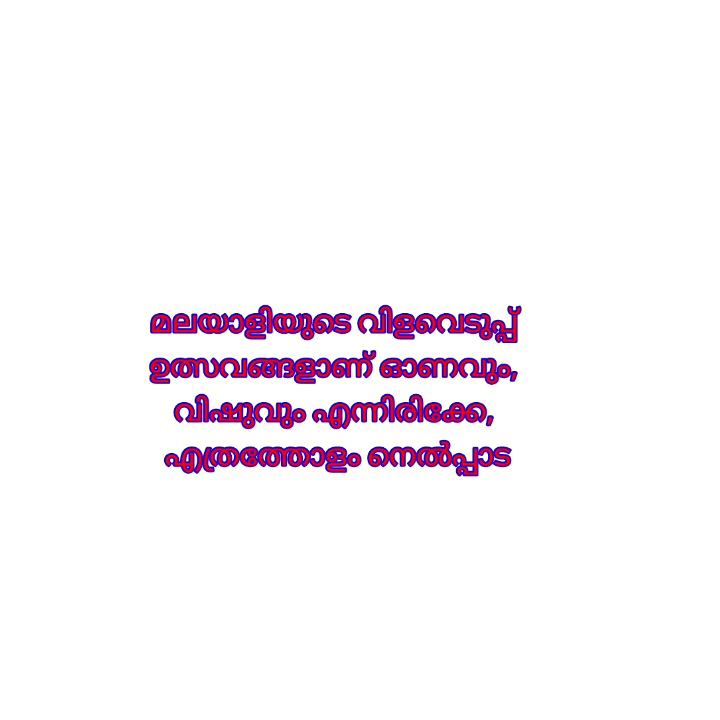 മലയാളിയുടെ വിളവെടുപ്പ്
ഉത്സവങ്ങളാണ് ഓണവും,
വിഷുവും എന്നിരിക്കേ,
എത്രത്തോളം നെൽപ്പാട